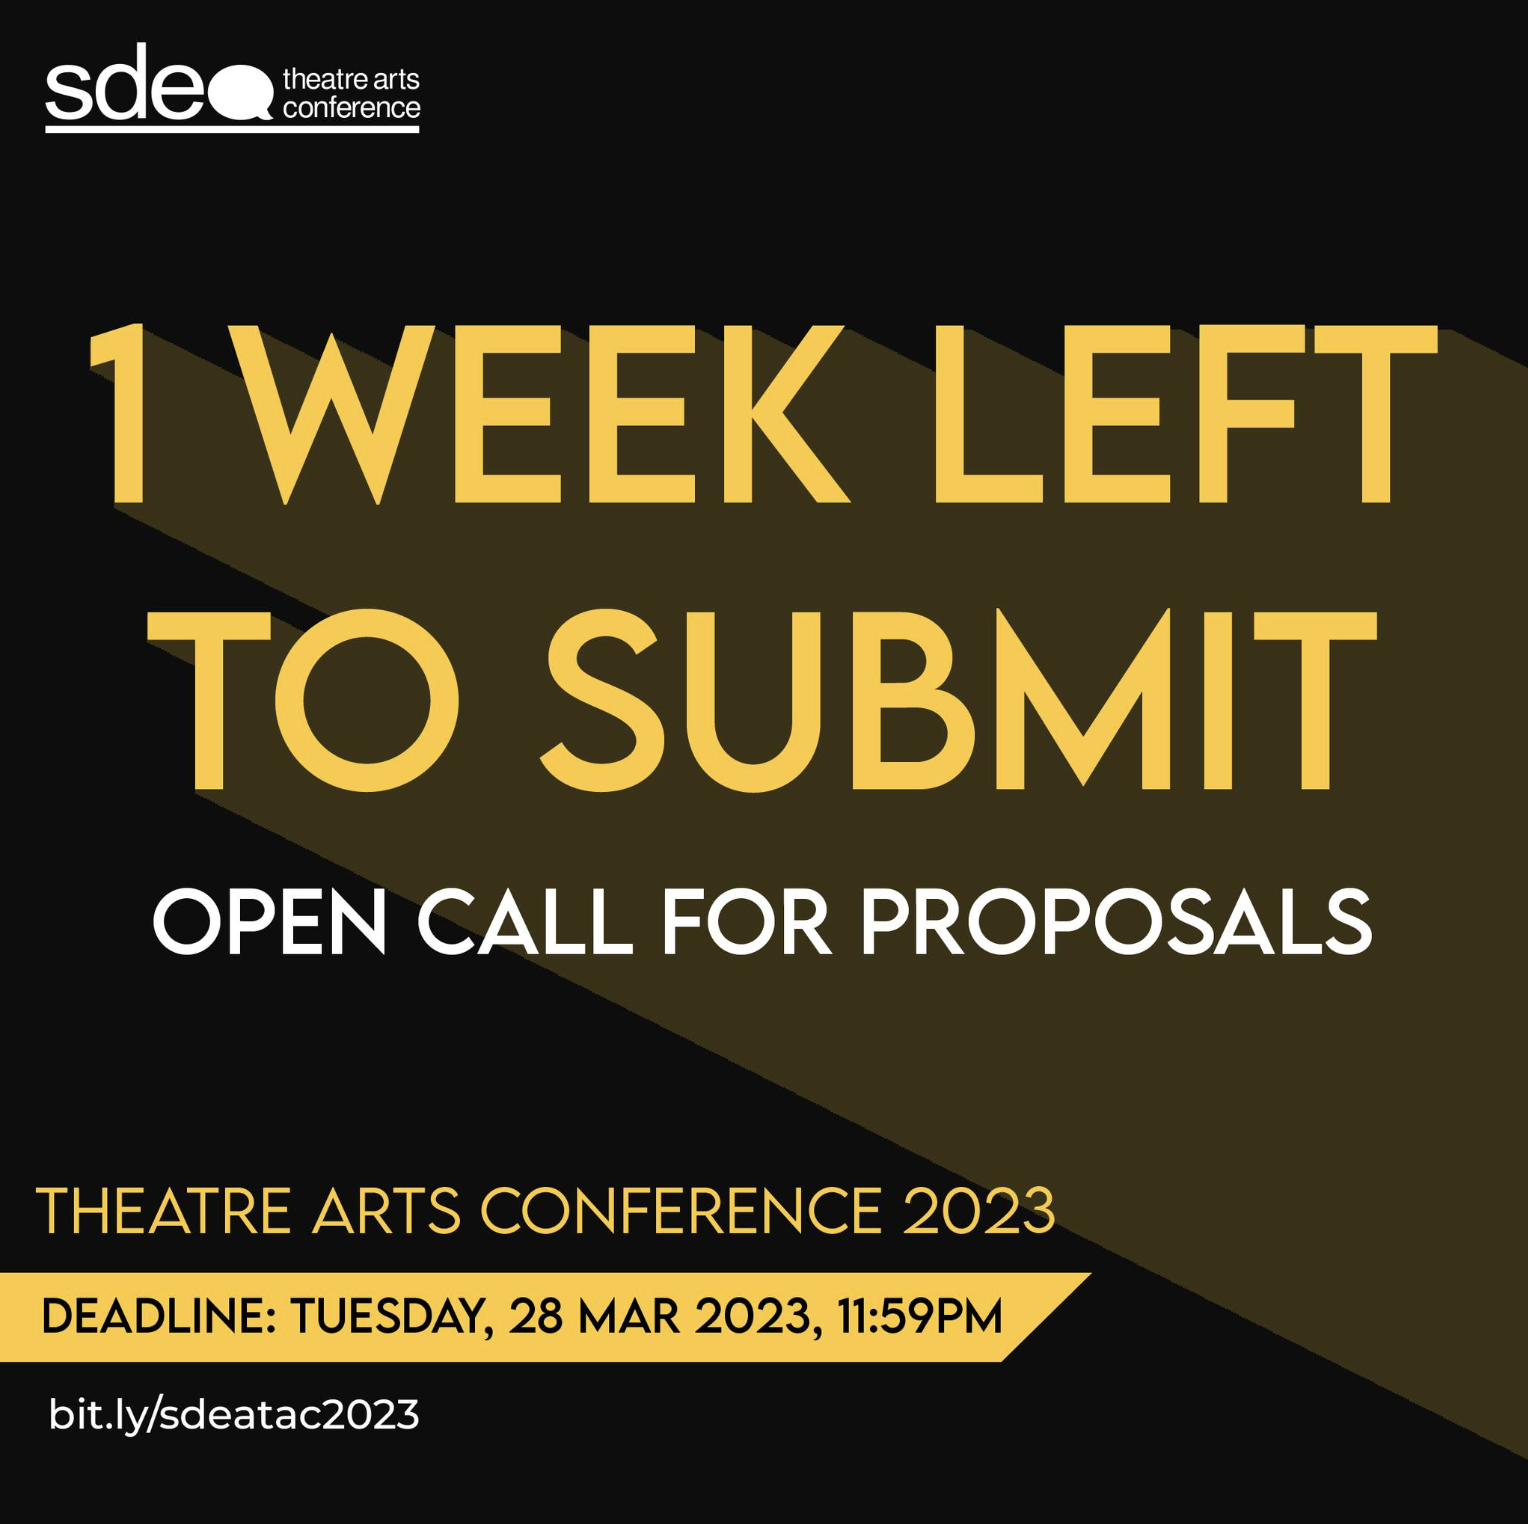 sdea theatre arts
conference
1 WEEK LEFT
TO SUBMIT
OPEN CALL FOR PROPOSALS
THEATRE ARTS CONFERENCE 2023
DEADLINE: TUESDAY, 28 MAR 2023, 11:59PM
bit.ly/sdeatac2023